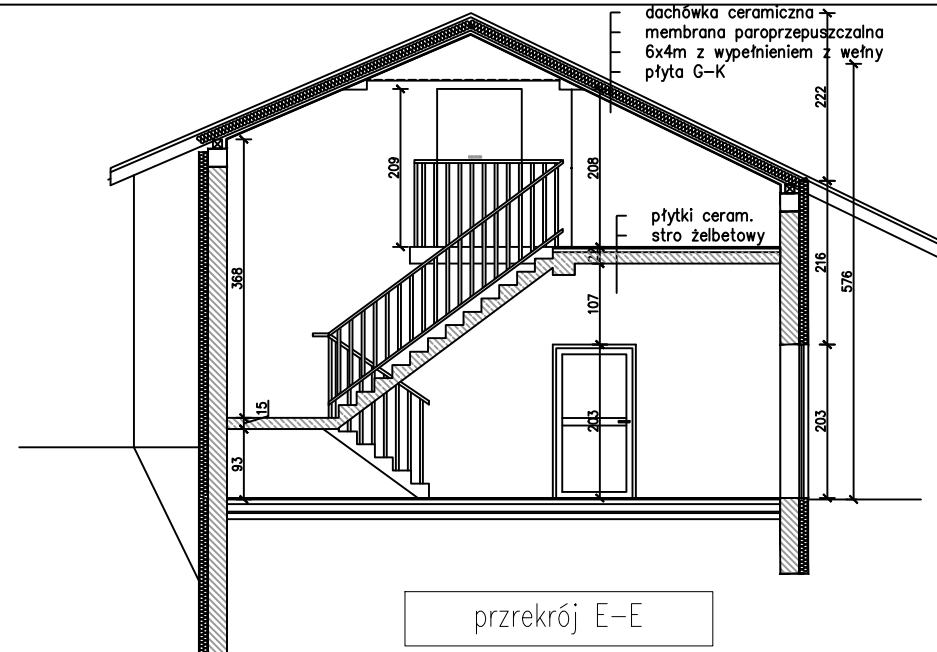 dachówka ceramiczna
membrana paroprzepuszczalna
6x4m z wypełnieniem z wełny
płyta G-K
222
209
208
płytki ceram.
stro żelbetowy
368
216
576
107
15
203
203
93
przrekrój E-E